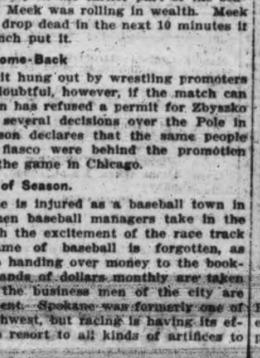 Meek was rolling in wealth. Meek
drop dead in the next 10 minutes it
nch put it.
ome-Back
it hung out by wrestling promoters
loubtful, however, if the match can
n has refused a permit for Zbyszko
several decisions over the Pole in
son declares that the same people
fiasco were behind the promotion
the game in Chicago.
of Season.
e is injured as a baseball town in
hen baseball managers take in the
h the excitement of the race track
ame of baseball is forgotten, as
handing over money to the book-
ands of dollars monthly are taken
the business men of the city are
ent. Spokane was formerly one of
hwest, but racing is having its ef-
resort to all kinds of artifices to